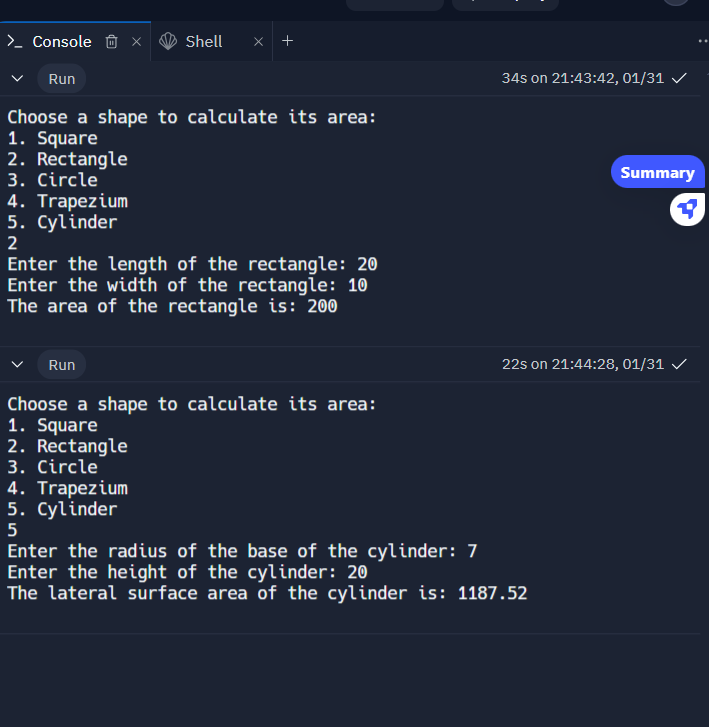 Console
Shell
Run
34s on 21:43:42, 01/31
Choose a shape to calculate its area:
1. Square
2. Rectangle
3. Circle
4. Trapezium
5. Cylinder
2
Enter the length of the rectangle: 20
Enter the width of the rectangle: 10
The area of the rectangle is: 200
Summary
Run
22s on 21:44:28, 01/31
Choose a shape to calculate its area:
1. Square
2. Rectangle
3. Circle
4. Trapezium
5. Cylinder
5
Enter the radius of the base of the cylinder: 7
Enter the height of the cylinder: 20
The lateral surface area of the cylinder is: 1187.52